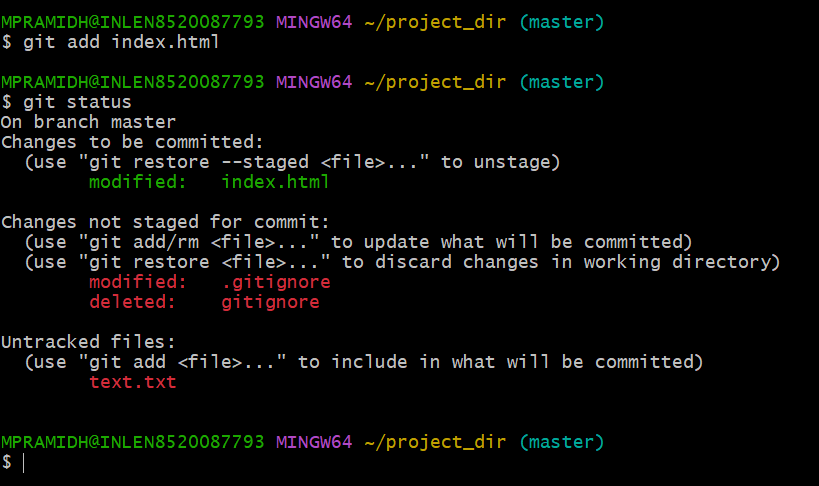 MPRAMIDH@INLEN8520087793 MINGW64 ~/project_dir (master)
$ git add index.html
MPRAMIDH@INLEN8520087793 MINGW64 ~/project_dir (master)
$ git status
On branch master
Changes to be committed:
  (use "git restore --staged <file>..." to unstage)
        modified:   index.html
Changes not staged for commit:
  (use "git add/rm <file>..." to update what will be committed)
  (use "git restore <file>..." to discard changes in working directory)
        modified:   .gitignore
        deleted:    gitignore
Untracked files:
  (use "git add <file>..." to include in what will be committed)
        text.txt
MPRAMIDH@INLEN8520087793 MINGW64 ~/project_dir (master)
$